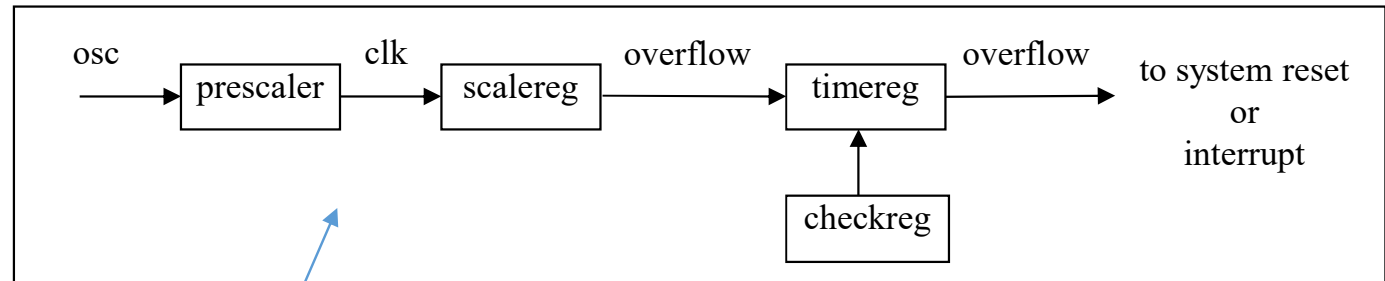 osc
clk
overflow
overflow
to system reset
or
interrupt
prescaler
scalereg
timereg
checkreg